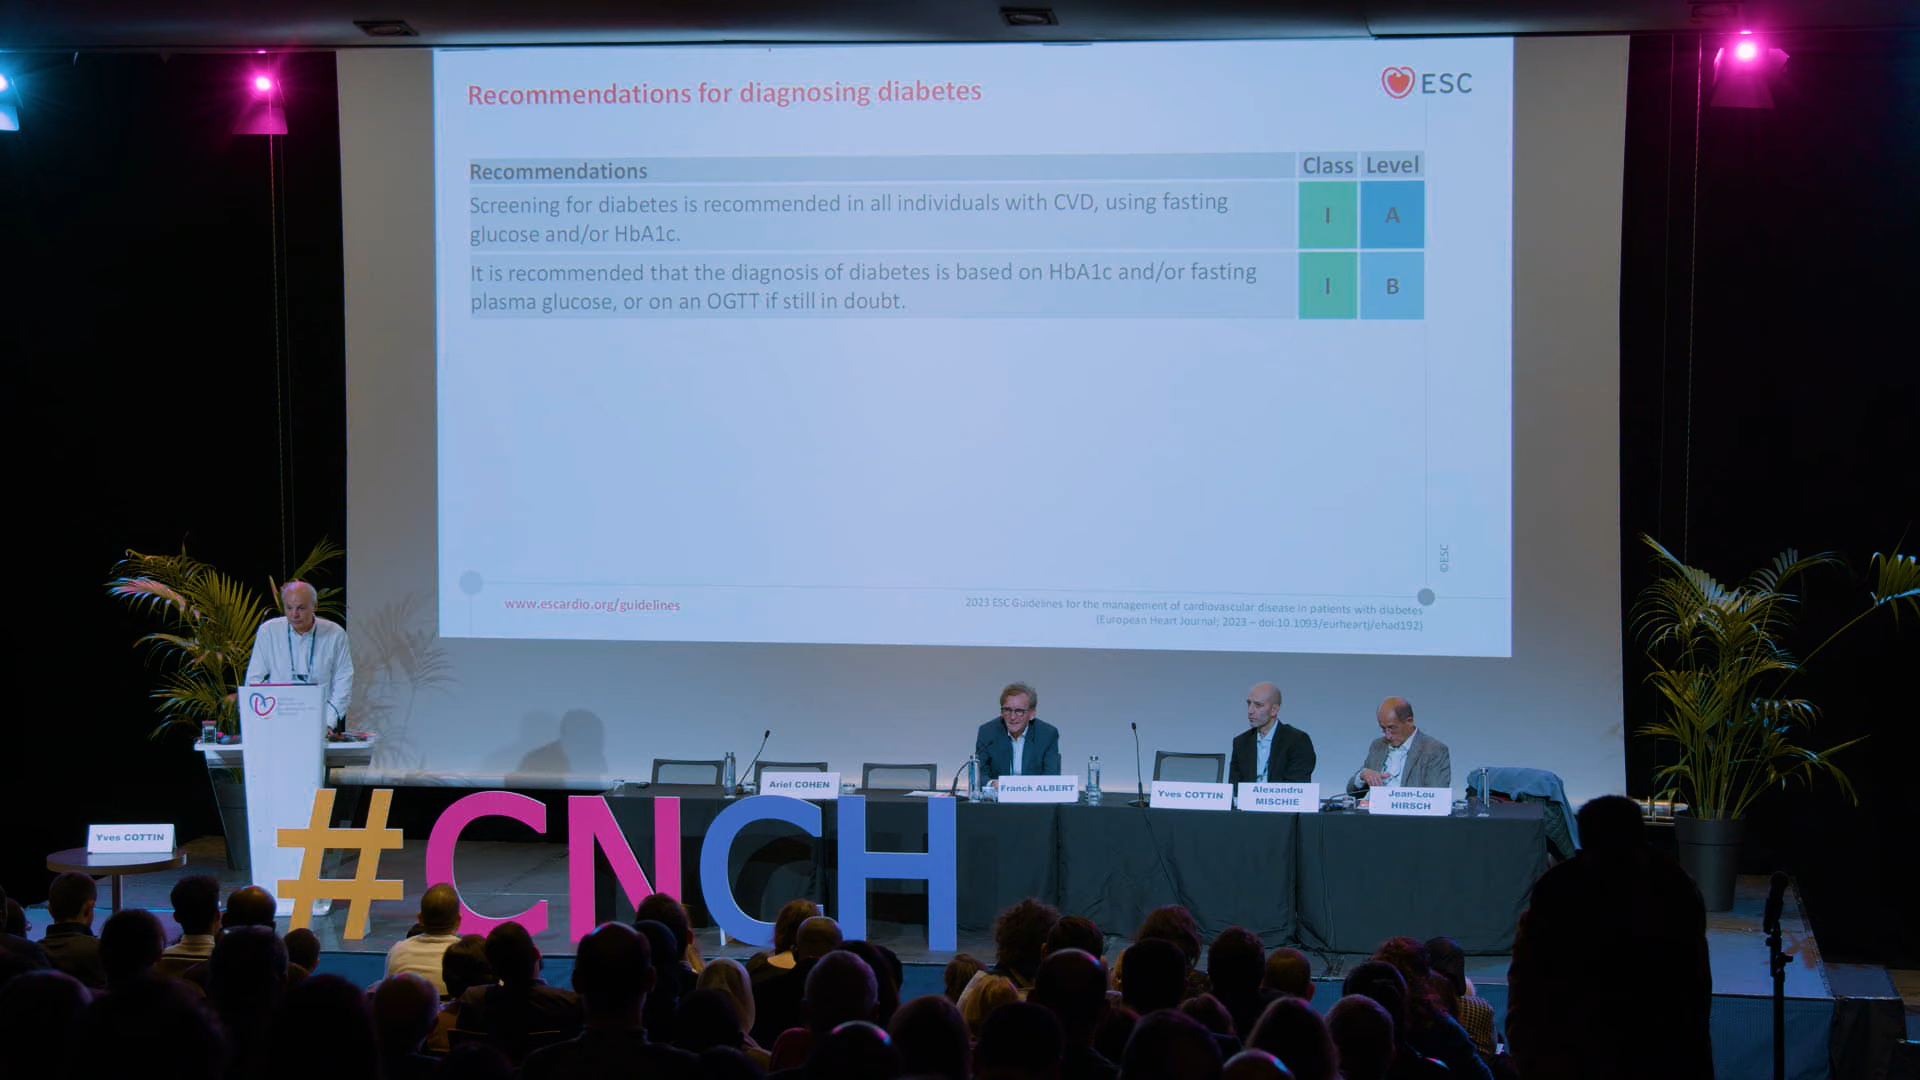 Recommendations for diagnosing diabetes
ESC
Recommendations
Class
Level
Screening for diabetes is recommended in all individuals with CVD, using fasting
glucose and/or HbA1c.
I
A
It is recommended that the diagnosis of diabetes is based on HbA1c and/or fasting
plasma glucose, or on an OGTT if still in doubt.
I
B
©ESC
www.escardio.org/guidelines
2023 ESC Guidelines for the management of cardiovascular disease in patients with diabetes
(European Heart Journal; 2023 – doi:10.1093/eurheartj/ehad192)
Ariel COHEN
Franck ALBERT
Yves COTTIN
Alexandru
MISCHIE
Jean-Lou
HIRSCH
Yves COTTIN
#CNCH